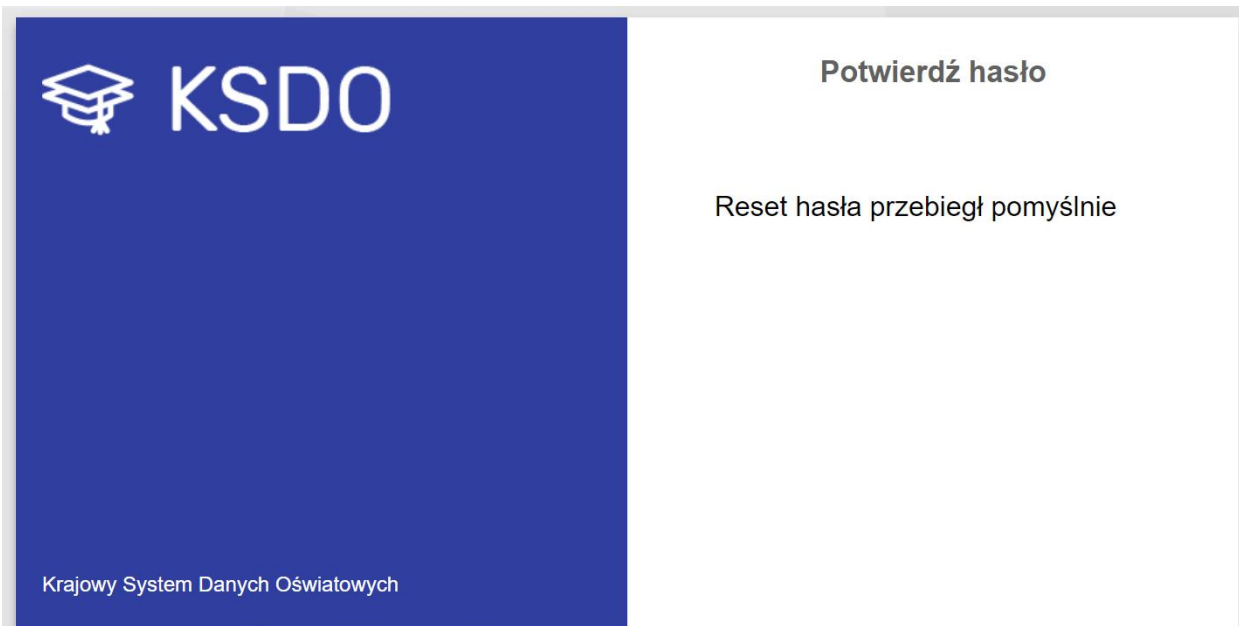 KSDO
Krajowy System Danych Oświatowych
Potwierdź hasło
Reset hasła przebiegł pomyślnie